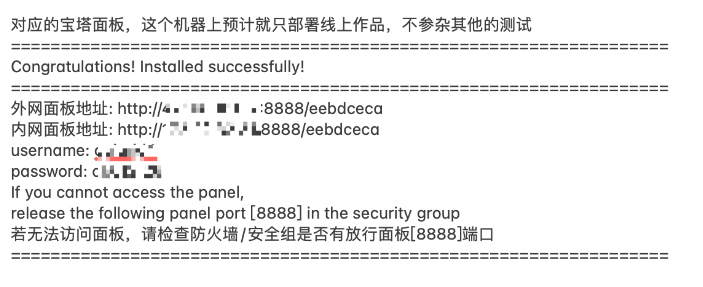 对应的宝塔面板，这个机器上预计就只部署线上作品，不参杂其他的测试
==================================================================
Congratulations! Installed successfully!
==================================================================
外网面板地址: http:// :8888/eebdceca
内网面板地址: http:// 8888/eebdceca
username:
password:
If you cannot access the panel,
release the following panel port [8888] in the security group
若无法访问面板，请检查防火墙/安全组是否有放行面板[8888]端口
==================================================================